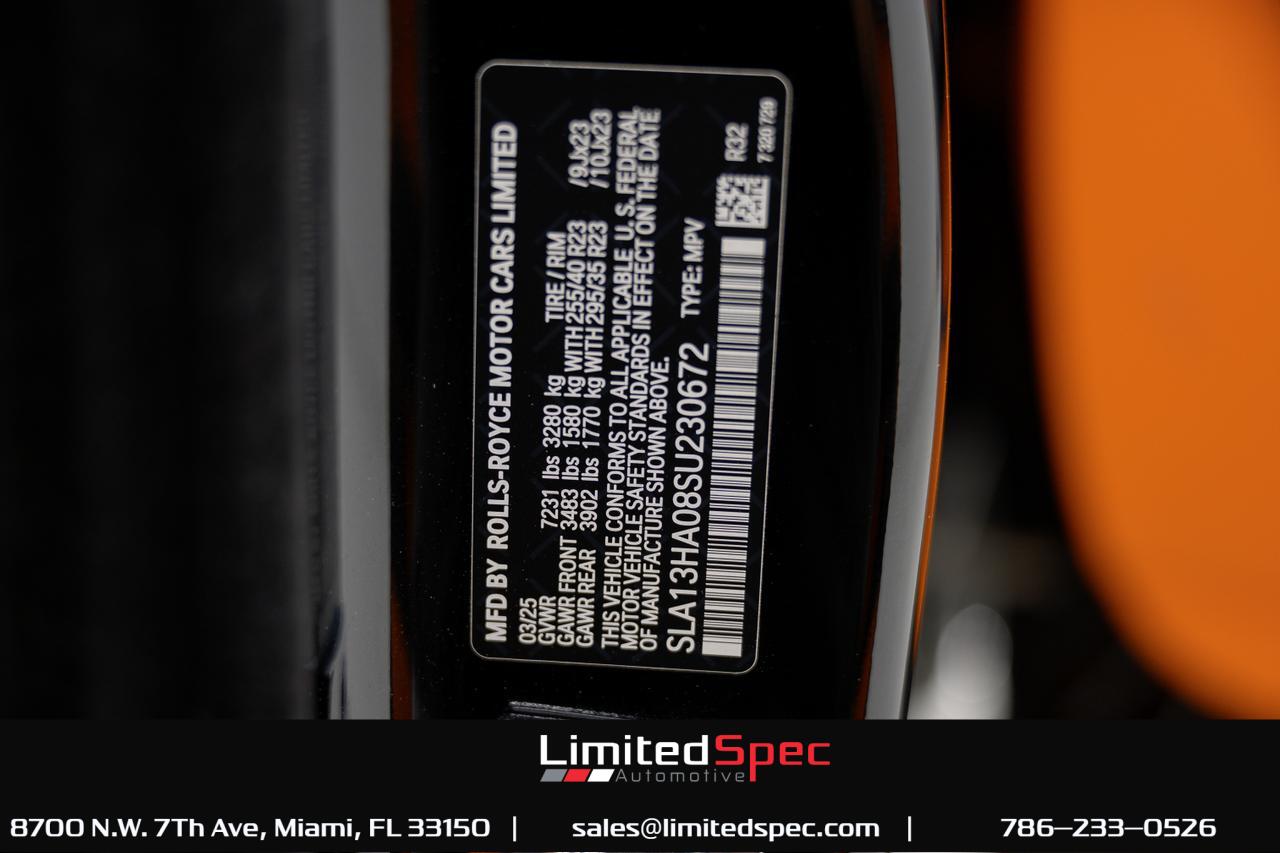 MFD BY ROLLS-ROYCE MOTOR CARS LIMITED
03/25
GVWR 7231 lbs 3280 kg TIRE / RIM
GAWR FRONT 3483 lbs 1580 kg WITH 255/40 R23 /9Jx23
GAWR REAR 3902 lbs 1770 kg WITH 295/35 R23 /10Jx23
THIS VEHICLE CONFORMS TO ALL APPLICABLE U. S. FEDERAL
MOTOR VEHICLE SAFETY STANDARDS IN EFFECT ON THE DATE
OF MANUFACTURE SHOWN ABOVE.
SLA13HA08SU230672 TYPE: MPV
R32
7 320 720
LimitedSpec
Automotive
8700 N.W. 7Th Ave, Miami, FL 33150 | sales@limitedspec.com | 786-233-0526